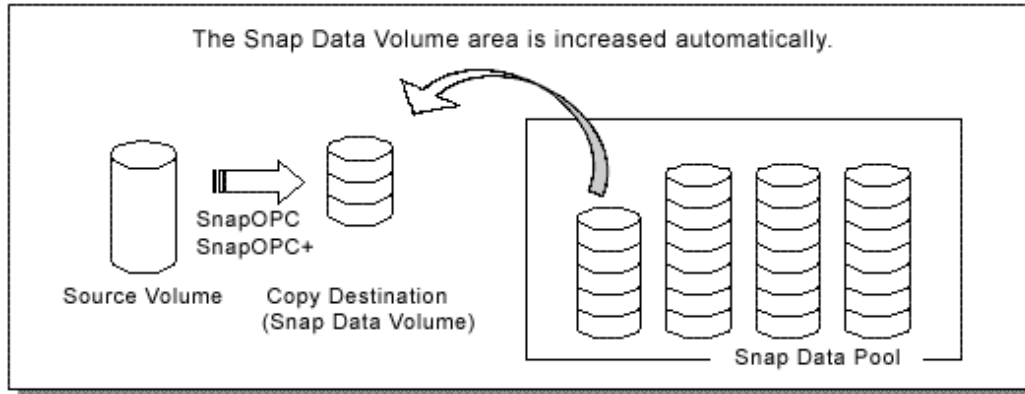 The Snap Data Volume area is increased automatically.
SnapOPC
SnapOPC+
Source Volume
Copy Destination
(Snap Data Volume)
Snap Data Pool